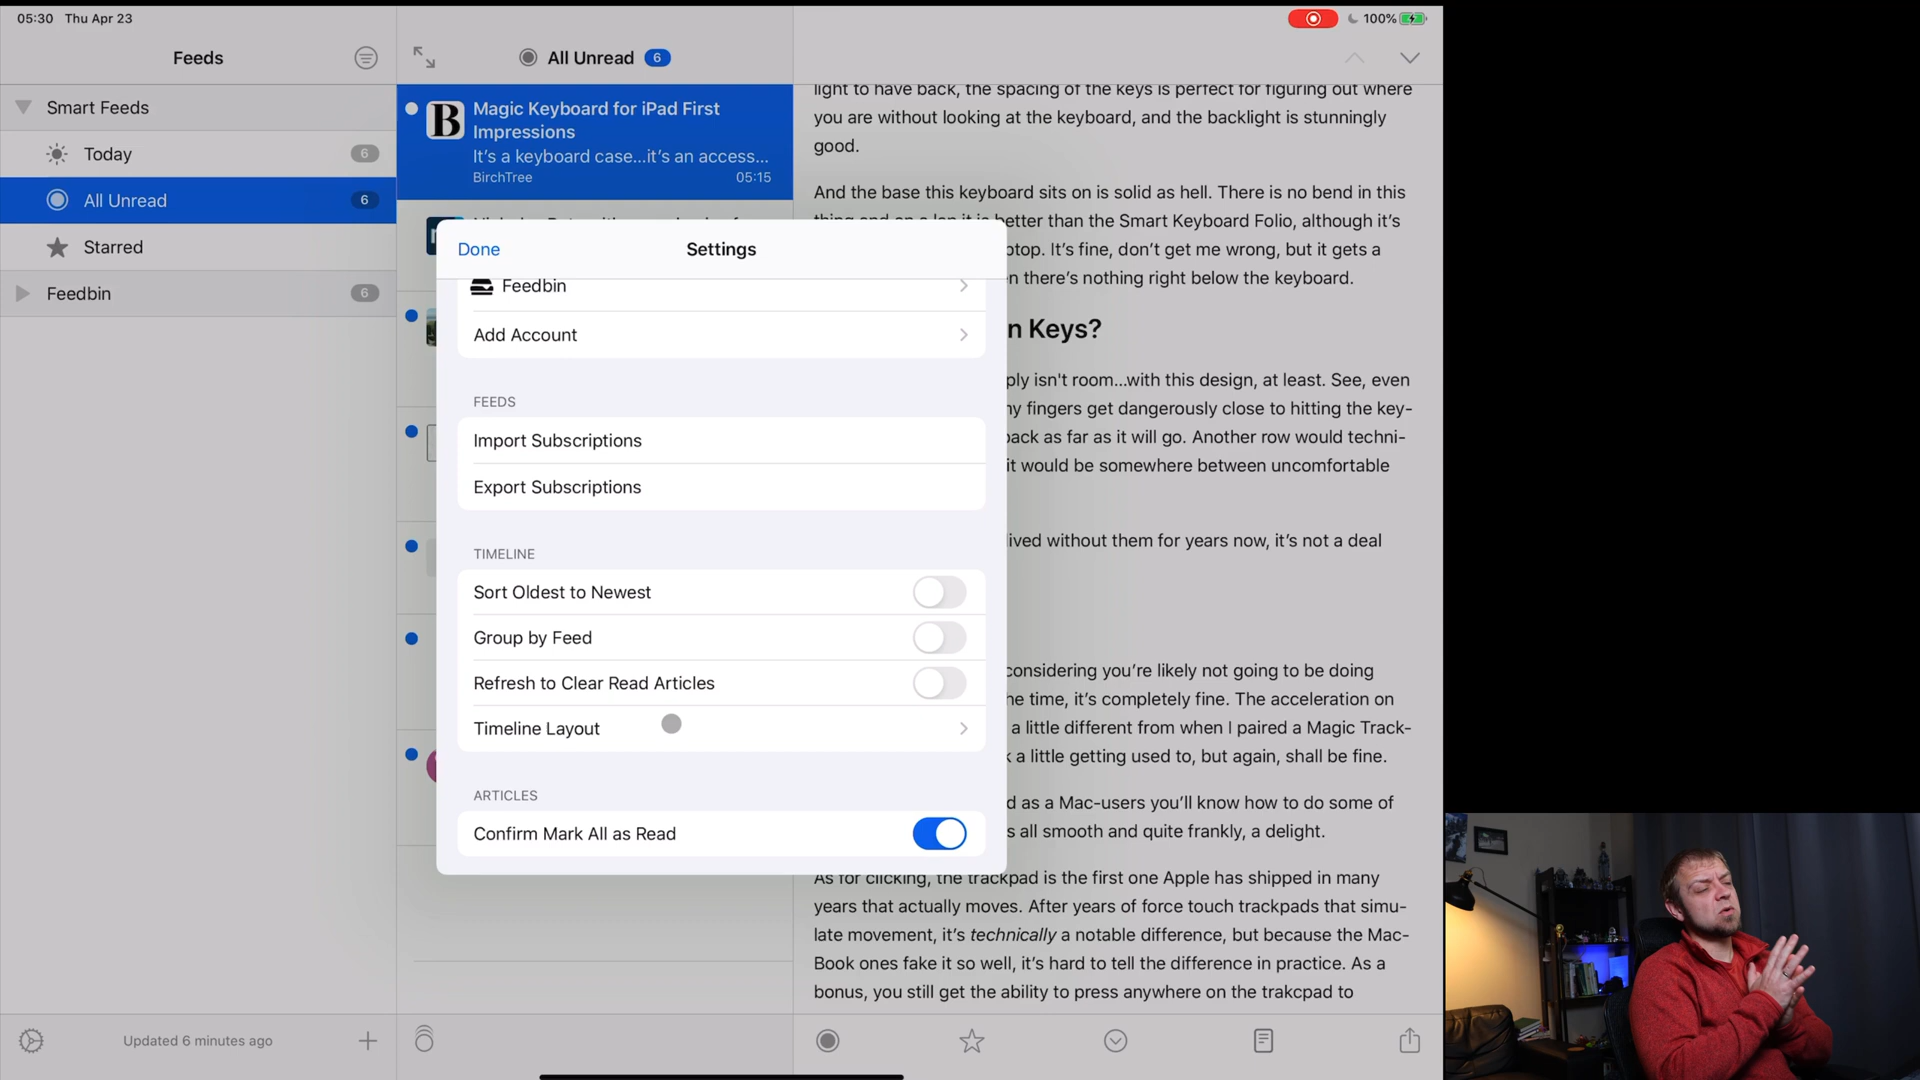 05:30 Thu Apr 23
100%
Feeds
Smart Feeds
Today 6
All Unread 6
Starred
Feedbin 6
Updated 6 minutes ago
All Unread 6
B
Magic Keyboard for iPad First
Impressions
It's a keyboard case...it's an access...
BirchTree 05:15
Done
Settings
Feedbin
Add Account
FEEDS
Import Subscriptions
Export Subscriptions
TIMELINE
Sort Oldest to Newest
Group by Feed
Refresh to Clear Read Articles
Timeline Layout
ARTICLES
Confirm Mark All as Read
light to have back, the spacing of the keys is perfect for figuring out where
you are without looking at the keyboard, and the backlight is stunningly
good.
And the base this keyboard sits on is solid as hell. There is no bend in this
thing and on a lap it is better than the Smart Keyboard Folio, although it's
ptop. It's fine, don't get me wrong, but it gets a
n there's nothing right below the keyboard.
n Keys?
ply isn't room...with this design, at least. See, even
ny fingers get dangerously close to hitting the key-
back as far as it will go. Another row would techni-
it would be somewhere between uncomfortable
lived without them for years now, it's not a deal
considering you're likely not going to be doing
he time, it's completely fine. The acceleration on
a little different from when I paired a Magic Track-
k a little getting used to, but again, shall be fine.
d as a Mac-users you'll know how to do some of
s all smooth and quite frankly, a delight.
As for clicking, the trackpad is the first one Apple has shipped in many
years that actually moves. After years of force touch trackpads that simu-
late movement, it's technically a notable difference, but because the Mac-
Book ones fake it so well, it's hard to tell the difference in practice. As a
bonus, you still get the ability to press anywhere on the trakcpad to